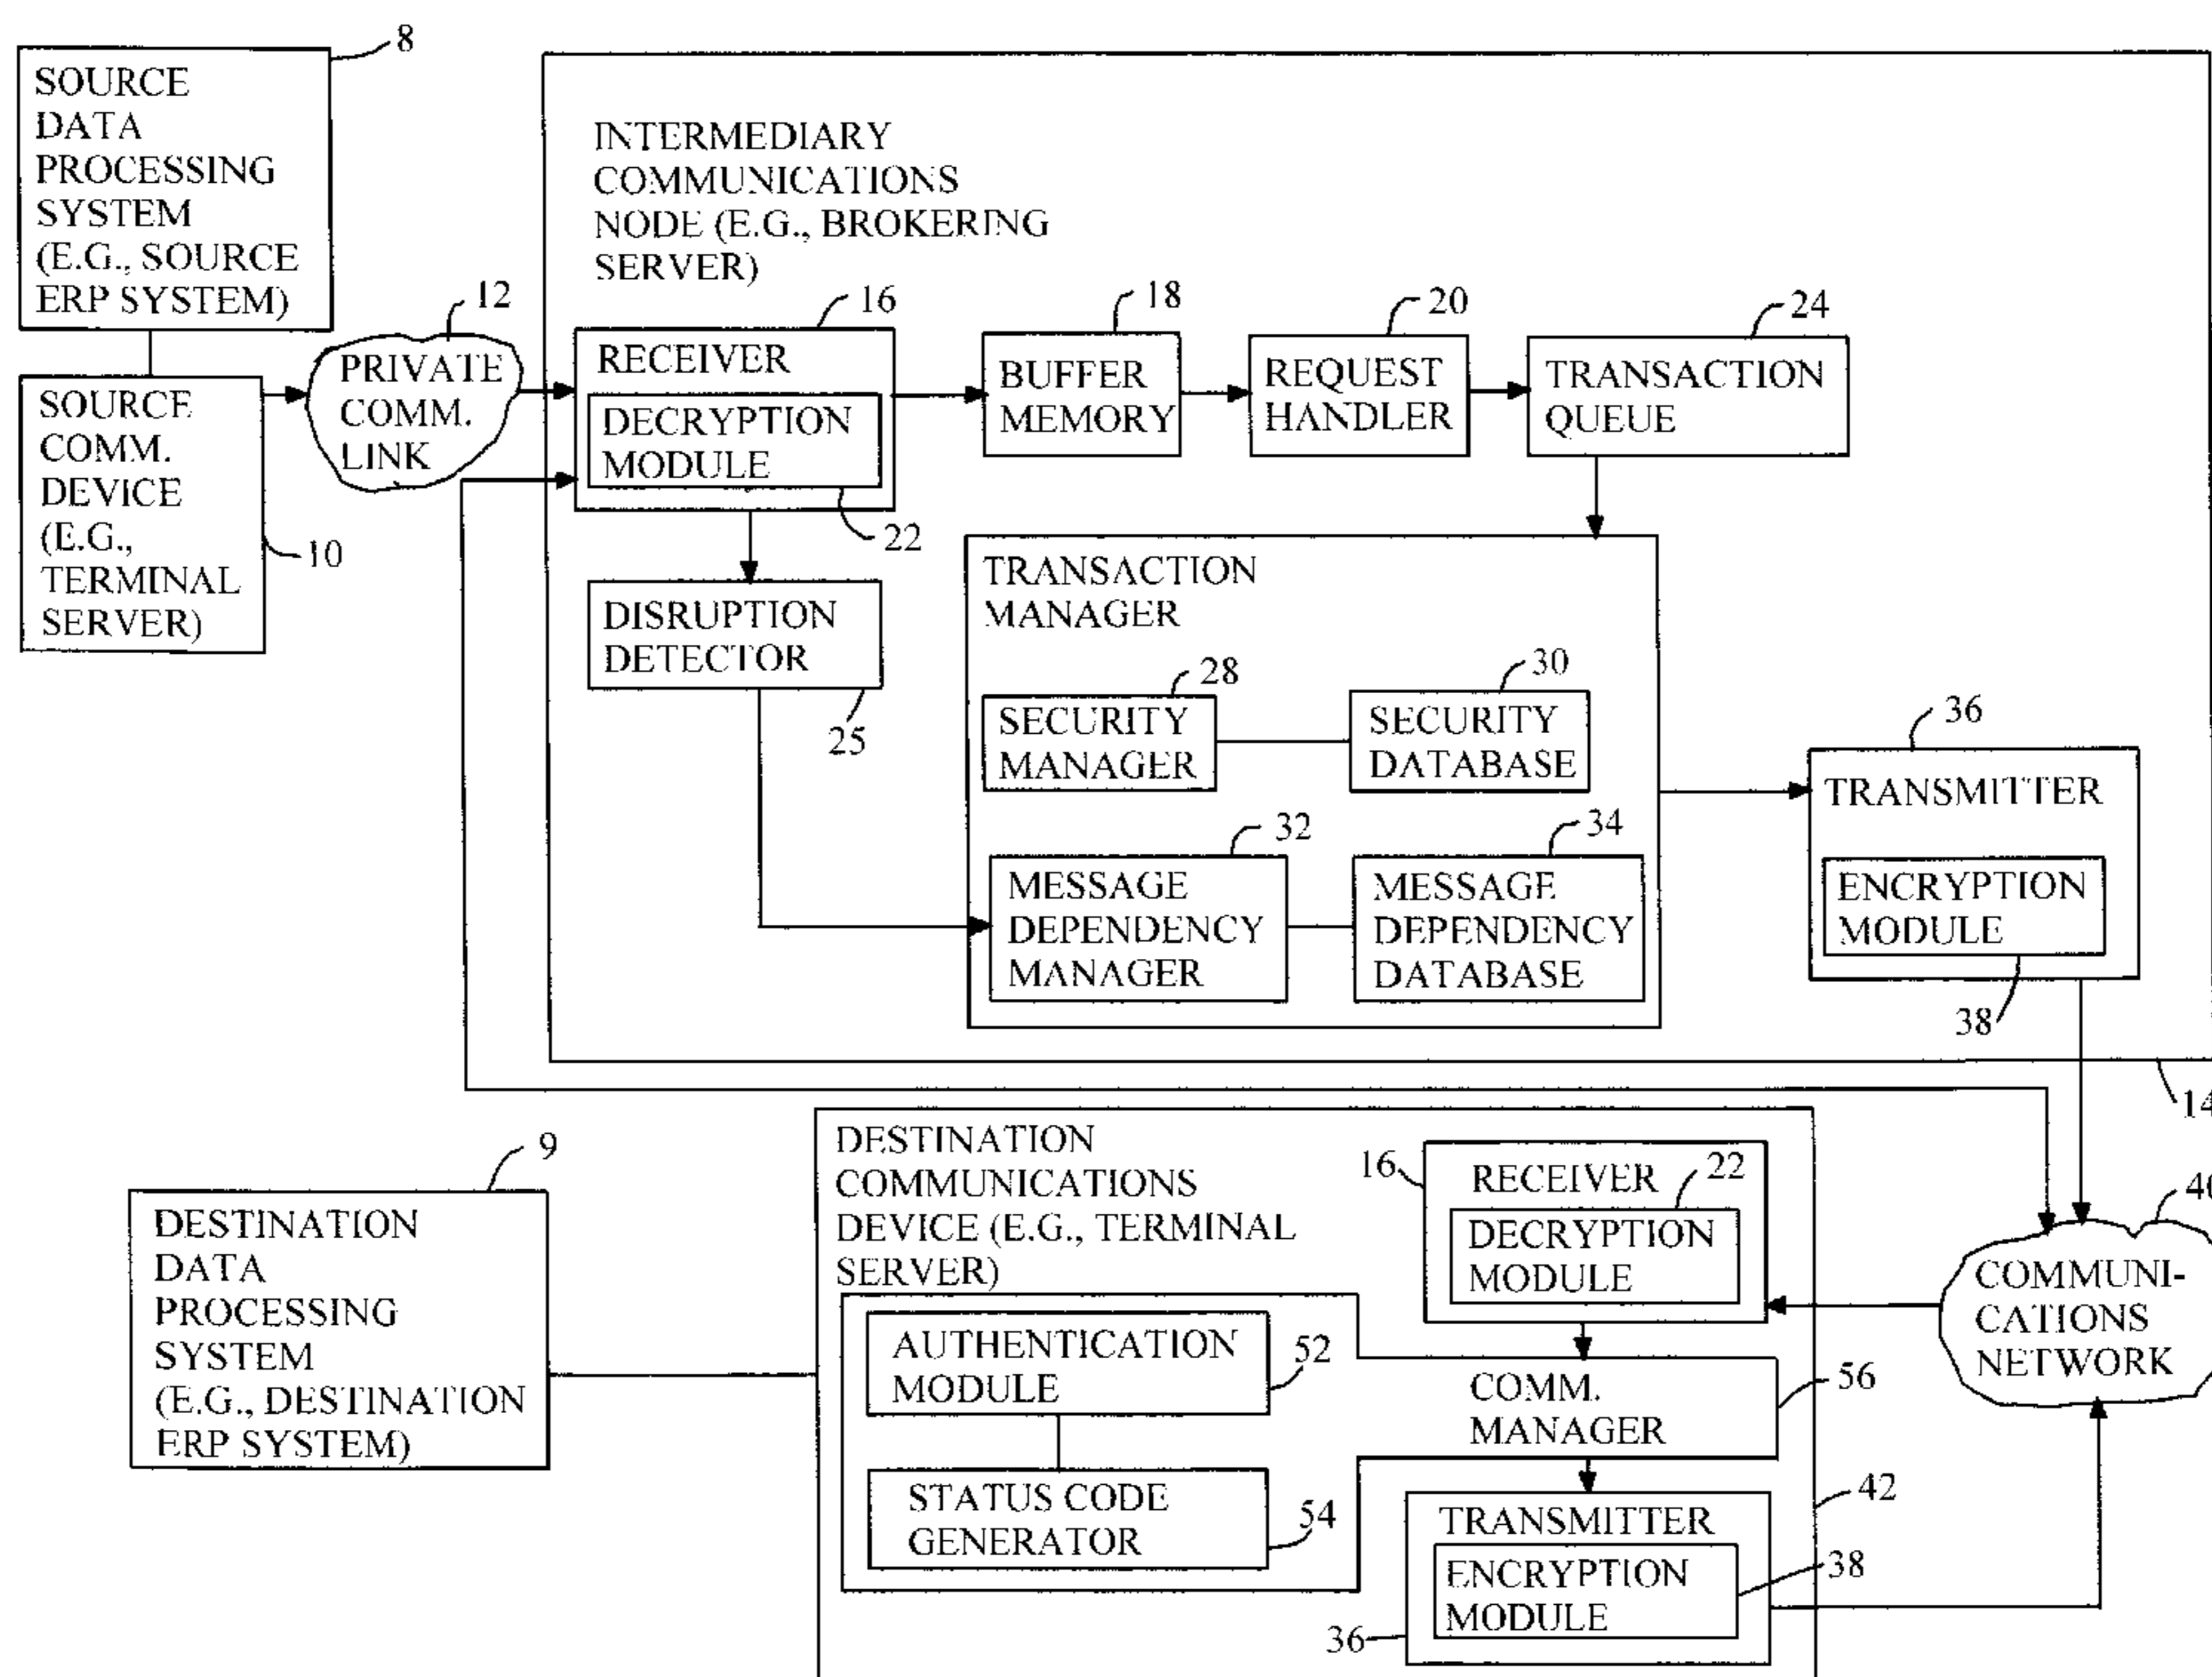 8
SOURCE
DATA
PROCESSING
SYSTEM
(E.G., SOURCE
ERP SYSTEM)
SOURCE
COMM.
DEVICE
(E.G.,
TERMINAL
SERVER)
10
12
PRIVATE
COMM.
LINK
INTERMEDIARY
COMMUNICATIONS
NODE (E.G., BROKERING
SERVER)
16
RECEIVER
DECRYPTION
MODULE
22
18
BUFFER
MEMORY
20
REQUEST
HANDLER
24
TRANSACTION
QUEUE
DISRUPTION
DETECTOR
25
TRANSACTION
MANAGER
28
SECURITY
MANAGER
30
SECURITY
DATABASE
32
MESSAGE
DEPENDENCY
MANAGER
34
MESSAGE
DEPENDENCY
DATABASE
36
TRANSMITTER
ENCRYPTION
MODULE
38
14
9
DESTINATION
DATA
PROCESSING
SYSTEM
(E.G., DESTINATION
ERP SYSTEM)
DESTINATION
COMMUNICATIONS
DEVICE (E.G., TERMINAL
SERVER)
16
RECEIVER
22
DECRYPTION
MODULE
AUTHENTICATION
MODULE
52
STATUS CODE
GENERATOR
54
COMM.
MANAGER
56
42
TRANSMITTER
ENCRYPTION
MODULE
38
36
COMMUNI-
CATIONS
NETWORK